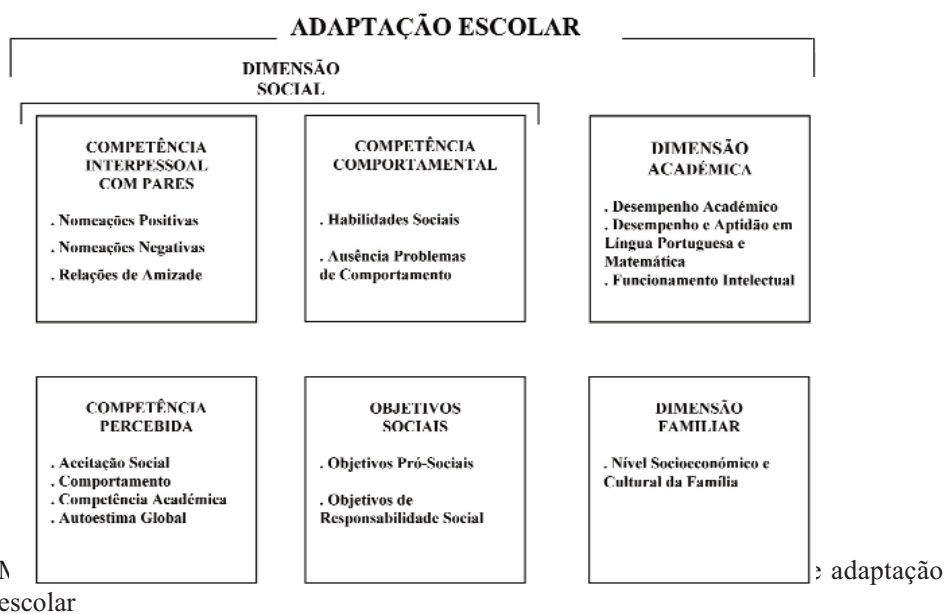 ADAPTAÇÃO ESCOLAR
DIMENSÃO
SOCIAL
COMPETÊNCIA
INTERPESSOAL
COM PARES
. Nomeações Positivas
. Nomeações Negativas
. Relações de Amizade
COMPETÊNCIA
COMPORTAMENTAL
. Habilidades Sociais
. Ausência Problemas
de Comportamento
DIMENSÃO
ACADÉMICA
. Desempenho Académico
. Desempenho e Aptidão em
Língua Portuguesa e
Matemática
. Funcionamento Intelectual
COMPETÊNCIA
PERCEBIDA
. Aceitação Social
. Comportamento
. Competência Académica
. Autoestima Global
OBJETIVOS
SOCIAIS
. Objetivos Pró-Sociais
. Objetivos de
Responsabilidade Social
DIMENSÃO
FAMILIAR
. Nível Socioeconómico e
Cultural da Família
adaptação
escolar